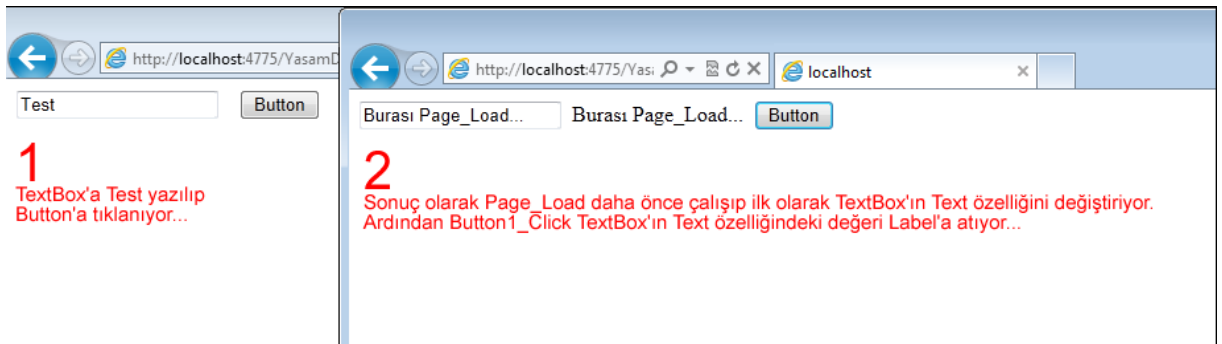 http://localhost:4775/YasamD
Test
Button
1
TextBox'a Test yazılıp
Button'a tıklanıyor...
http://localhost:4775/Yası
localhost
Burası Page_Load...
Burası Page_Load...
Button
2
Sonuç olarak Page_Load daha önce çalışıp ilk olarak TextBox'ın Text özelliğini değiştiriyor.
Ardından Button1_Click TextBox'ın Text özelliğindeki değeri Label'a atıyor...